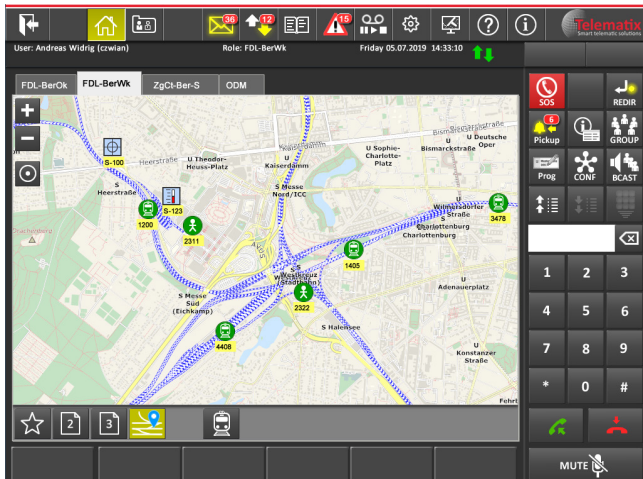 36
12
15
Telematix
Smart telematic solutions
User: Andreas Widrig (czwian)
Role: FDL-BerWk
Friday 05.07.2019 14:33:10
FDL-BerOk
FDL-BerWk
ZgCt-Ber-S
ODM
SOS
REDIR
6
Pickup
GROUP
Prog
CONF
BCAST
S-100
Heerstraße
U Theodor-
Heuss-Platz
Kaiserdamm
U
Kaiserdamm
U Sophie-
Charlotte-
Platz
Bismarckstraße
U
Bismarckstraße
U Deutsche
Oper
S
Heerstraße
S Messe
Nord/ICC
S-123
1200
2311
Wilmersdorfer
Straße
Charlottenburg
Charlottenburg
3478
1405
Westkreuz
(Stadtbahn)
2322
U
Adenauerplatz
S Messe
Süd
(Eichkamp)
S Halensee
4408
U
Konstanzer
Straße
Fehrl
1 2 3
4 5 6
7 8 9
* 0 #
2
3
MUTE